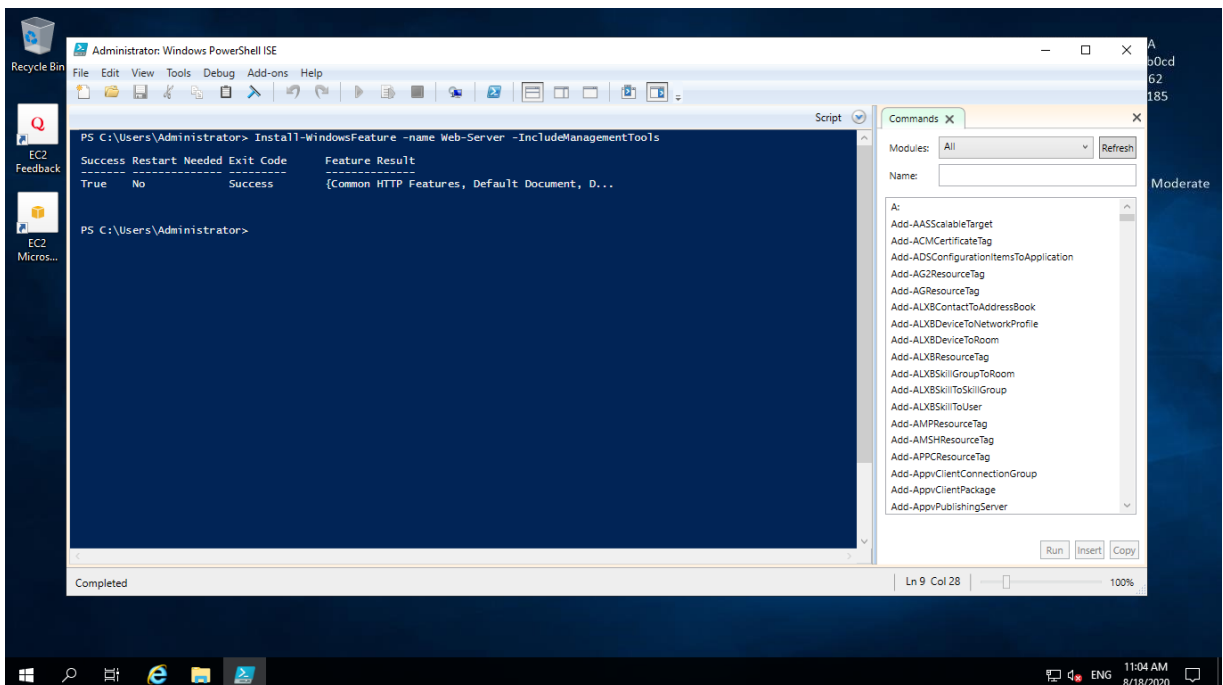 Recycle Bin
EC2
Feedback
EC2
Micros...
Administrator: Windows PowerShell ISE
File Edit View Tools Debug Add-ons Help
Script
PS C:\Users\Administrator> Install-WindowsFeature -name Web-Server -IncludeManagementTools
Success Restart Needed Exit Code Feature Result
------- -------------- --------- --------------
True No Success {Common HTTP Features, Default Document, D...
PS C:\Users\Administrator>
Commands
Modules: All Refresh
Name:
A:
Add-AASScalableTarget
Add-ACMCertificateTag
Add-ADSConfigurationItemsToApplication
Add-AG2ResourceTag
Add-AGResourceTag
Add-ALXBContactToAddressBook
Add-ALXBDeviceToNetworkProfile
Add-ALXBDeviceToRoom
Add-ALXBResourceTag
Add-ALXBSkillGroupToRoom
Add-ALXBSkillToSkillGroup
Add-ALXBSkillToUser
Add-AMPResourceTag
Add-AMSHResourceTag
Add-APPCResourceTag
Add-AppvClientConnectionGroup
Add-AppvClientPackage
Add-AppvPublishingServer
Run Insert Copy
Completed
Ln 9 Col 28
100%
A
b0cd
62
185
Moderate
ENG
11:04 AM
8/18/2020